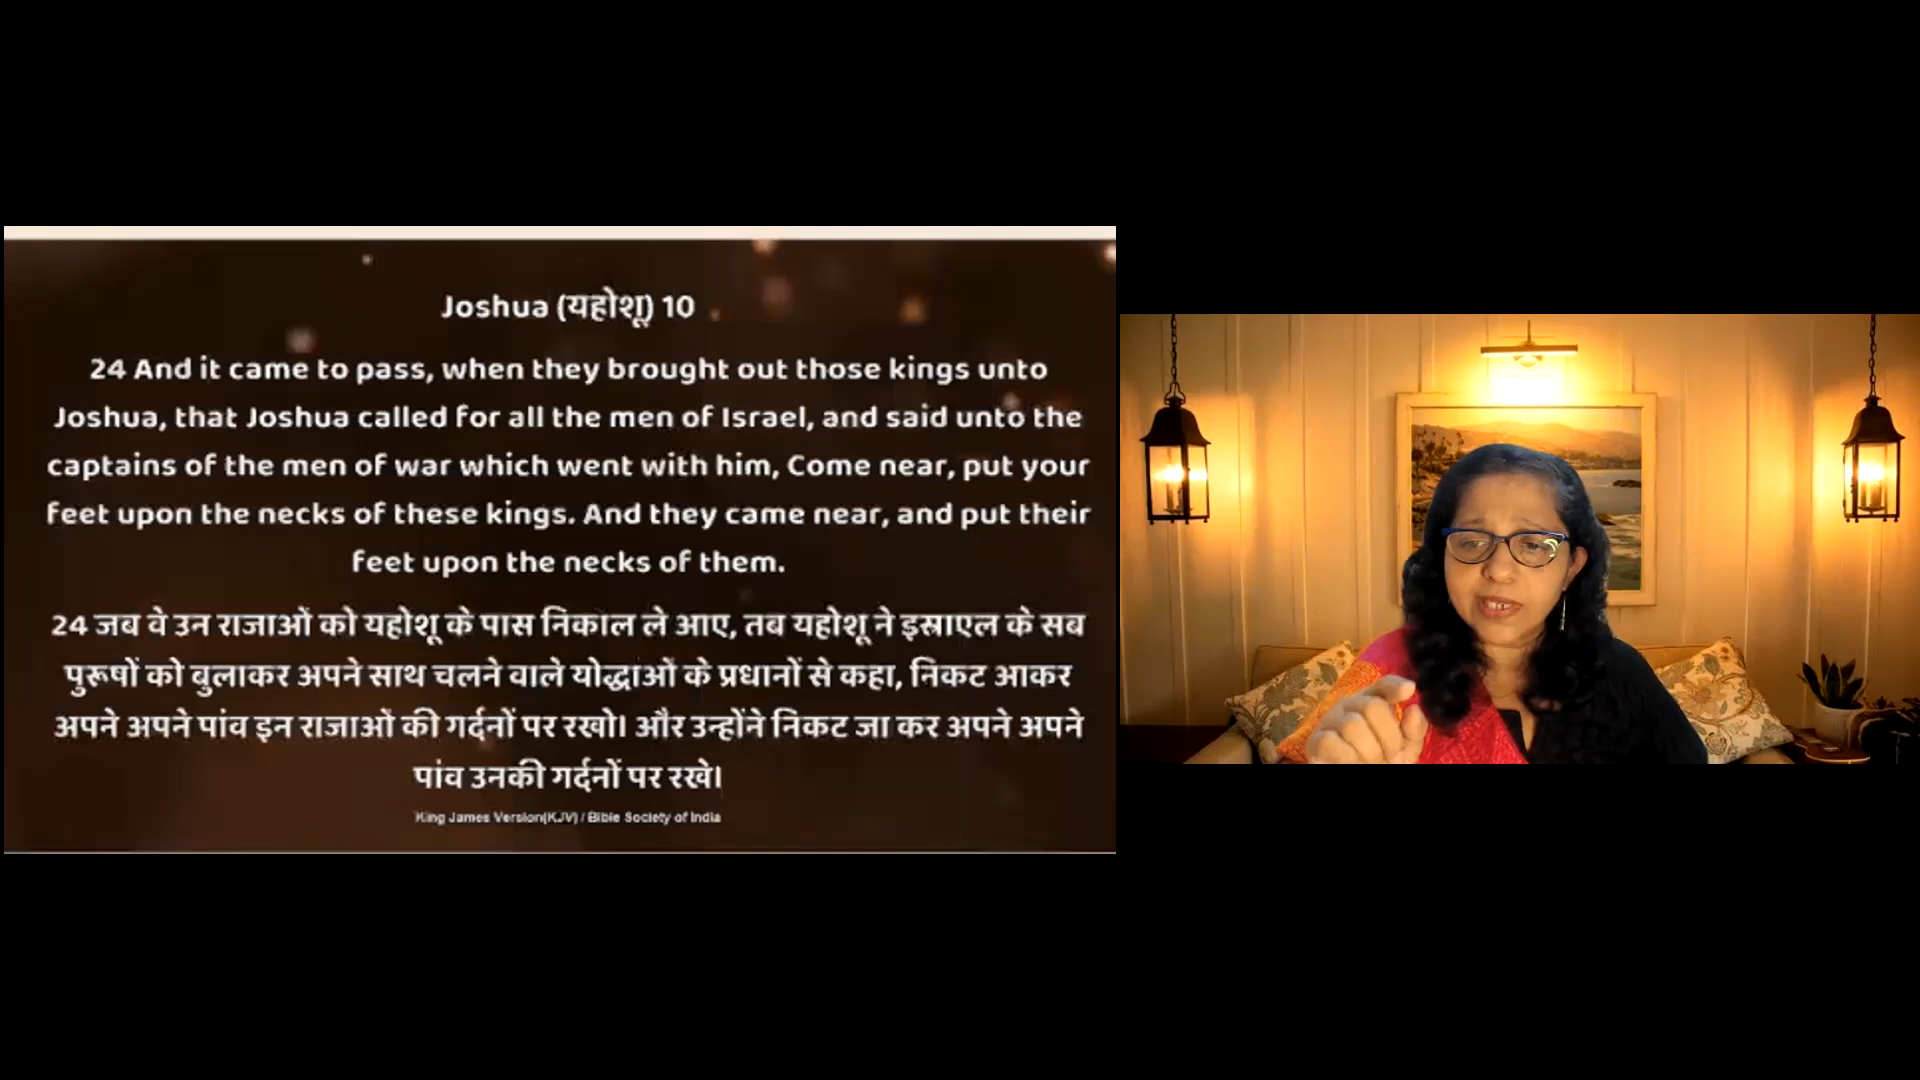 Joshua (यहोशू) 10
24 And it came to pass, when they brought out those kings unto
Joshua, that Joshua called for all the men of Israel, and said unto the
captains of the men of war which went with him, Come near, put your
feet upon the necks of these kings. And they came near, and put their
feet upon the necks of them.
24 जब वे उन राजाओं को यहोशू के पास निकाल ले आए, तब यहोशू ने इस्राएल के सब
पुरूषों को बुलाकर अपने साथ चलने वाले योद्धाओं के प्रधानों से कहा, निकट आकर
अपने अपने पांव इन राजाओं की गर्दनों पर रखो। और उन्होंने निकट जा कर अपने अपने
पांव उनकी गर्दनों पर रखे।
King James Version(KJV) / Bible Society of India